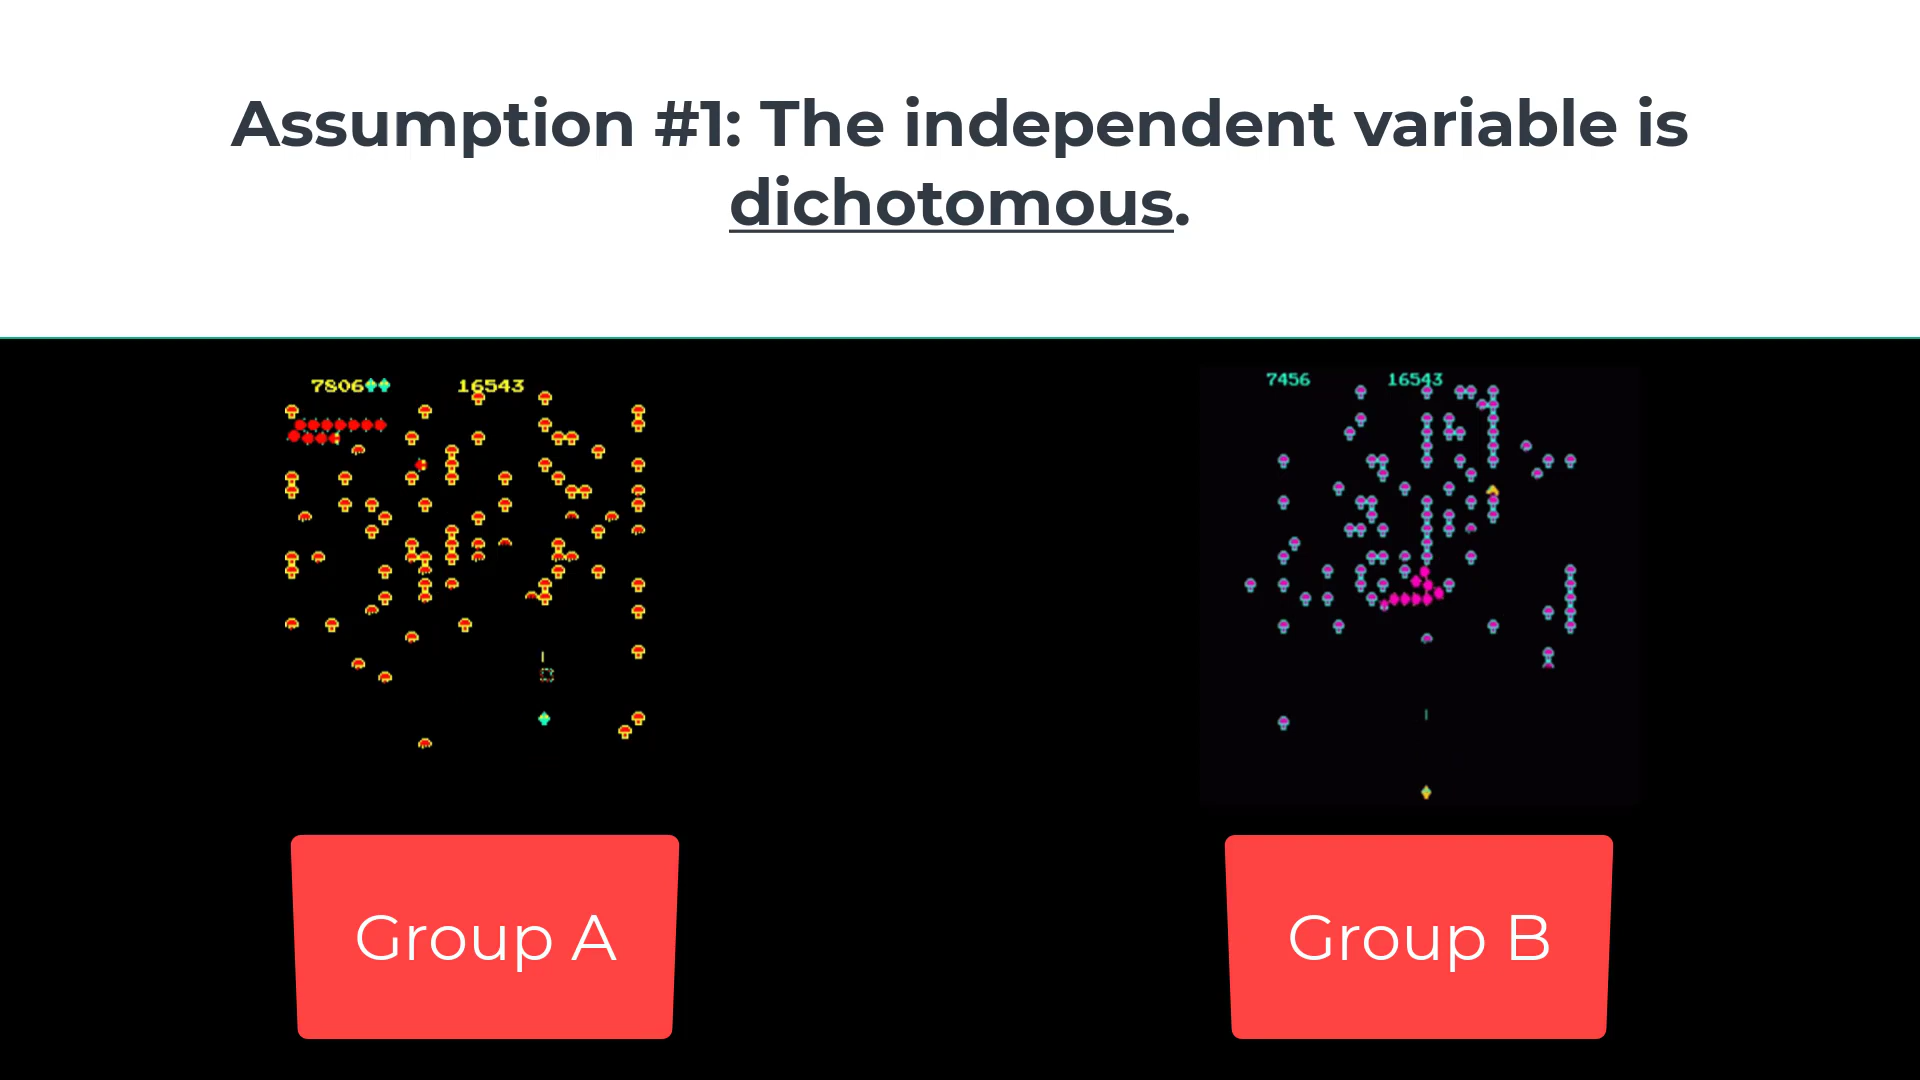 Assumption #1: The independent variable is
dichotomous.
7806 16543
7456 16543
Group A
Group B